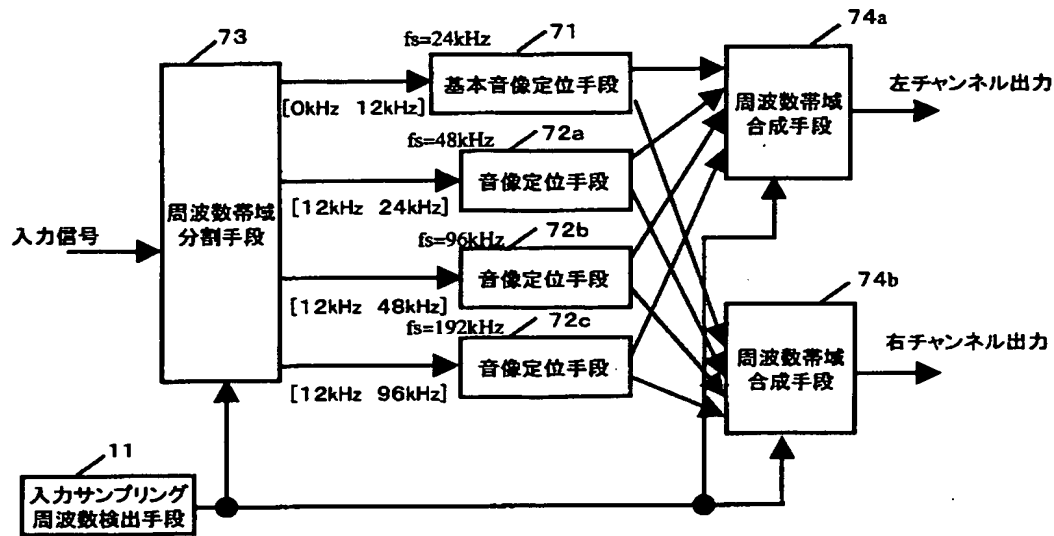 73
fs=24kHz
71
74a
基本音像定位手段
左チャンネル出力
[0kHz 12kHz]
周波数帯域
合成手段
fs=48kHz
72a
音像定位手段
[12kHz 24kHz]
周波数帯域
分割手段
入力信号
fs=96kHz
72b
音像定位手段
74b
[12kHz 48kHz]
fs=192kHz
72c
右チャンネル出力
音像定位手段
周波数帯域
合成手段
[12kHz 96kHz]
11
入力サンプリング
周波数検出手段